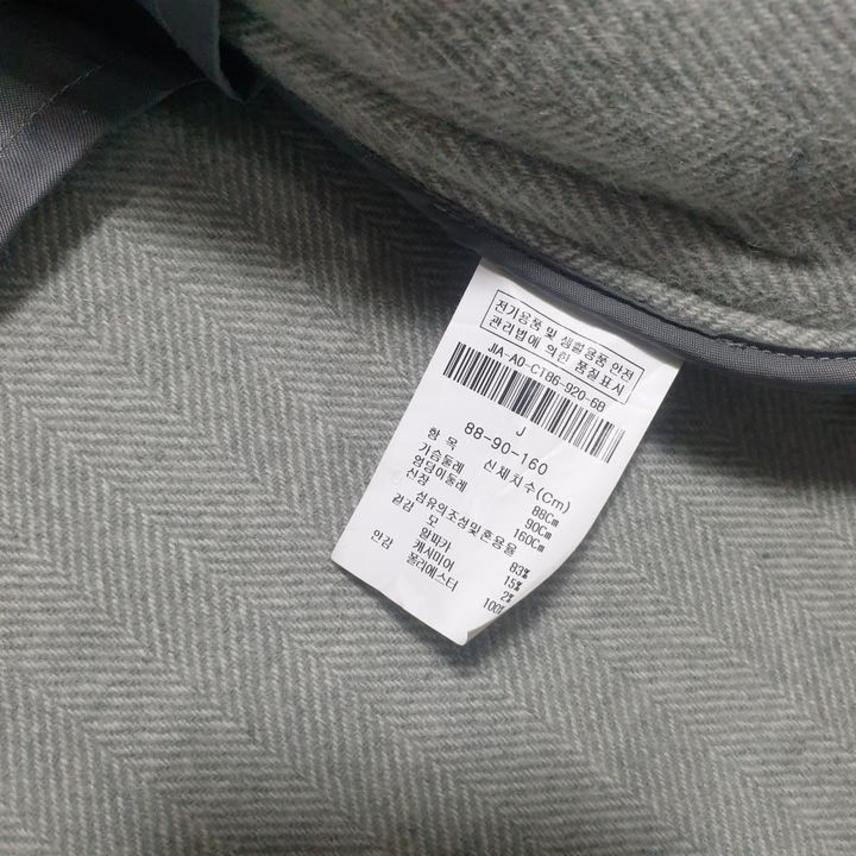 전기용품 및 생활용품 안전
관리법에 의한 품질표시
JIA-A0-CTB6-920-6B
J
88-90-160
항 목 신체치수(Cm)
가슴둘레 88Cm
엉덩이둘레 90Cm
신장 160Cm
섬유의조성및혼용율
겉감 모 83%
알파카 15%
캐시미어 2%
안감 폴리에스터 100%